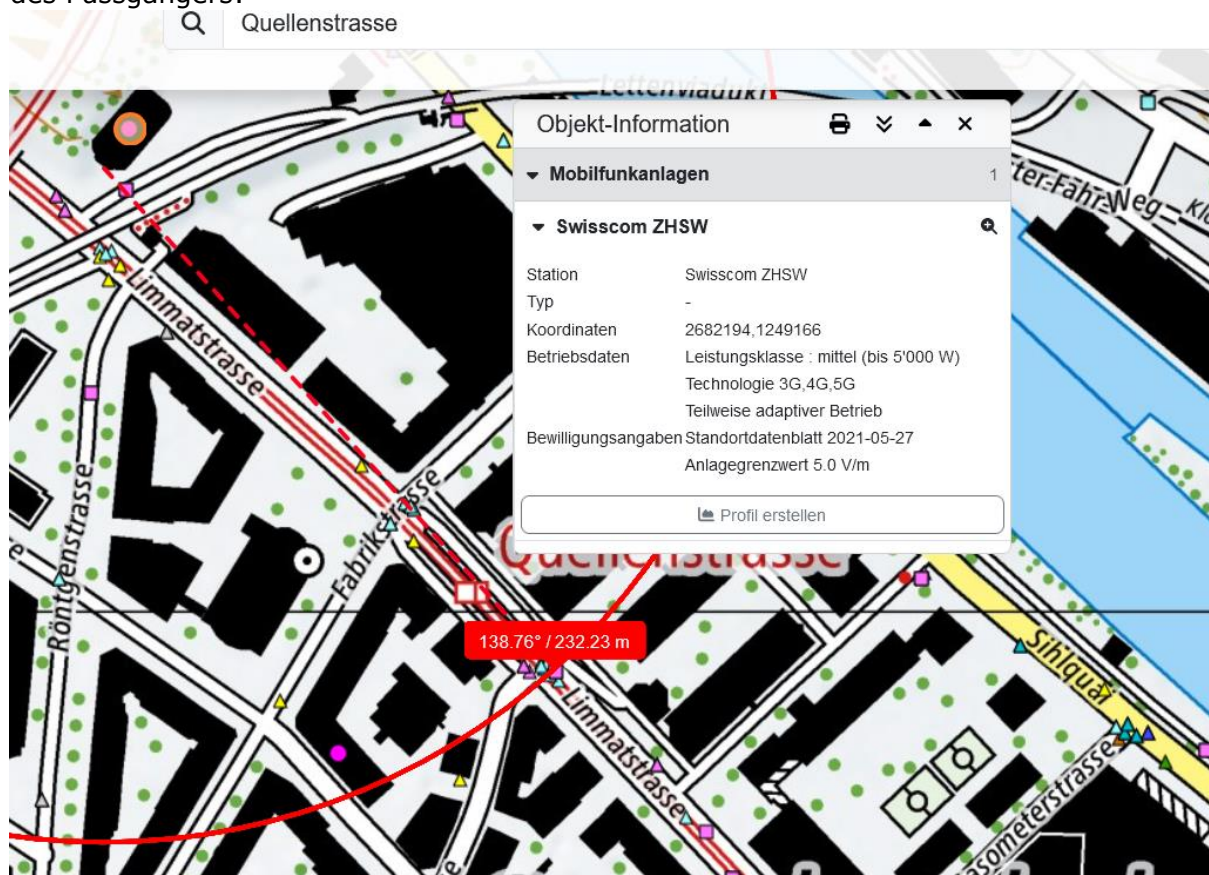 des Fussgängers.
Quellenstrasse
Lettenviadukt
Objekt-Information
Mobilfunkanlagen 1
Swisscom ZHSW
Station Swisscom ZHSW
Typ -
Koordinaten 2682194,1249166
Betriebsdaten Leistungsklasse : mittel (bis 5'000 W)
Technologie 3G,4G,5G
Teilweise adaptiver Betrieb
Bewilligungsangaben Standortdatenblatt 2021-05-27
Anlagegrenzwert 5.0 V/m
Profil erstellen
ter-Fahr-Weg
Limmatstrasse
Röntgenstrasse
Fabrikstrasse
Quellenstrasse
138.76° / 232.23 m
Sihlquai
Limmatstrasse
asometerstrasse